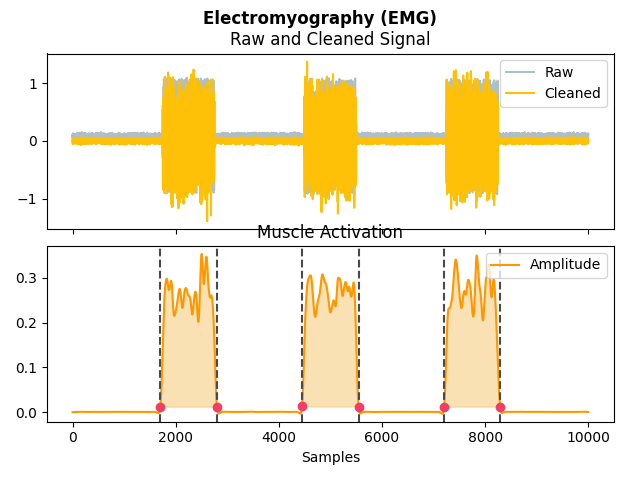 Electromyography (EMG)
Raw and Cleaned Signal
Raw
Cleaned
1
0
−1
Muscle Activation
Amplitude
0.3
0.2
0.1
0.0
0 2000 4000 6000 8000 10000
Samples